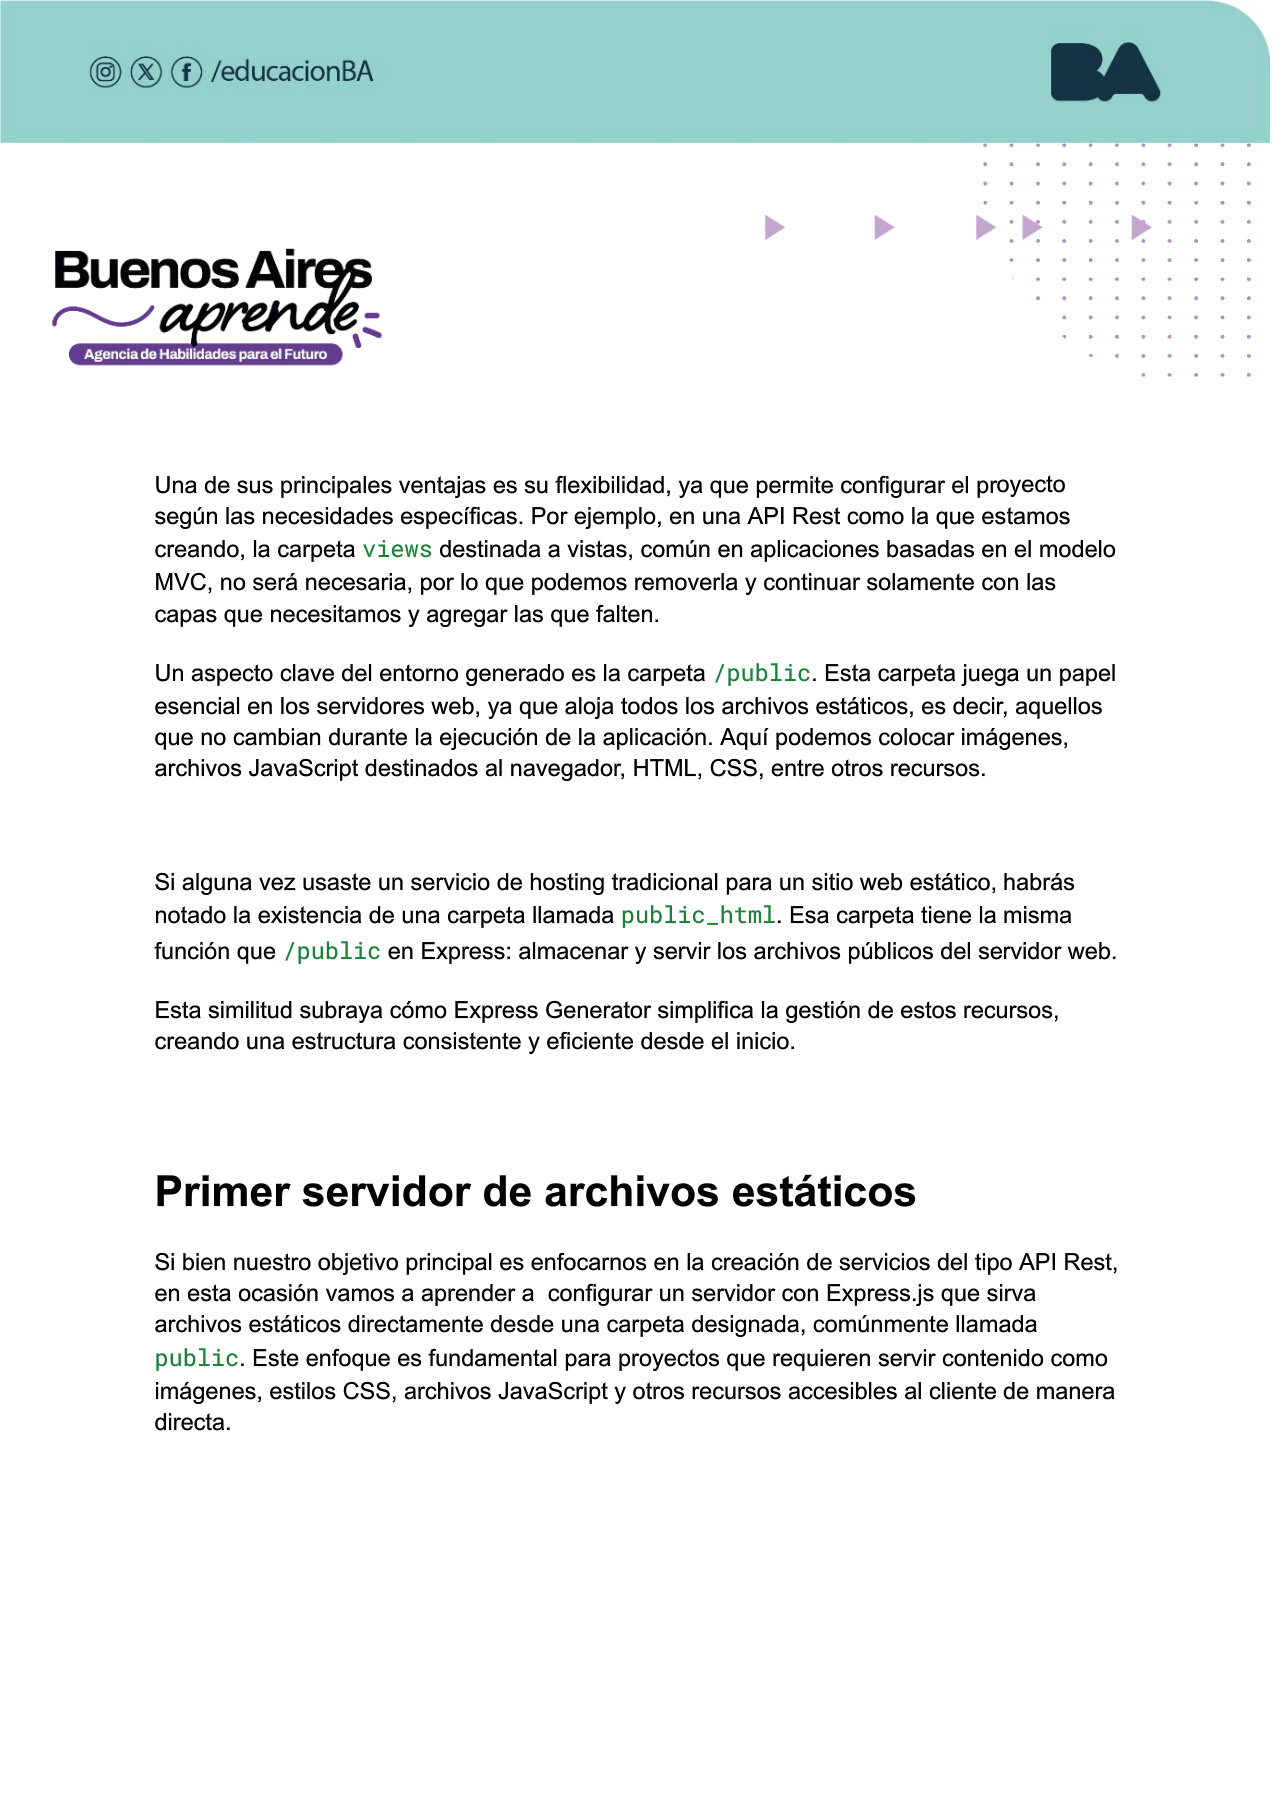 /educacionBA
BA
Buenos Aires
aprende
Agencia de Habilidades para el Futuro
Una de sus principales ventajas es su flexibilidad, ya que permite configurar el proyecto
según las necesidades específicas. Por ejemplo, en una API Rest como la que estamos
creando, la carpeta views destinada a vistas, común en aplicaciones basadas en el modelo
MVC, no será necesaria, por lo que podemos removerla y continuar solamente con las
capas que necesitamos y agregar las que falten.
Un aspecto clave del entorno generado es la carpeta /public. Esta carpeta juega un papel
esencial en los servidores web, ya que aloja todos los archivos estáticos, es decir, aquellos
que no cambian durante la ejecución de la aplicación. Aquí podemos colocar imágenes,
archivos JavaScript destinados al navegador, HTML, CSS, entre otros recursos.
Si alguna vez usaste un servicio de hosting tradicional para un sitio web estático, habrás
notado la existencia de una carpeta llamada public_html. Esa carpeta tiene la misma
función que /public en Express: almacenar y servir los archivos públicos del servidor web.
Esta similitud subraya cómo Express Generator simplifica la gestión de estos recursos,
creando una estructura consistente y eficiente desde el inicio.
Primer servidor de archivos estáticos
Si bien nuestro objetivo principal es enfocarnos en la creación de servicios del tipo API Rest,
en esta ocasión vamos a aprender a  configurar un servidor con Express.js que sirva
archivos estáticos directamente desde una carpeta designada, comúnmente llamada
public. Este enfoque es fundamental para proyectos que requieren servir contenido como
imágenes, estilos CSS, archivos JavaScript y otros recursos accesibles al cliente de manera
directa.